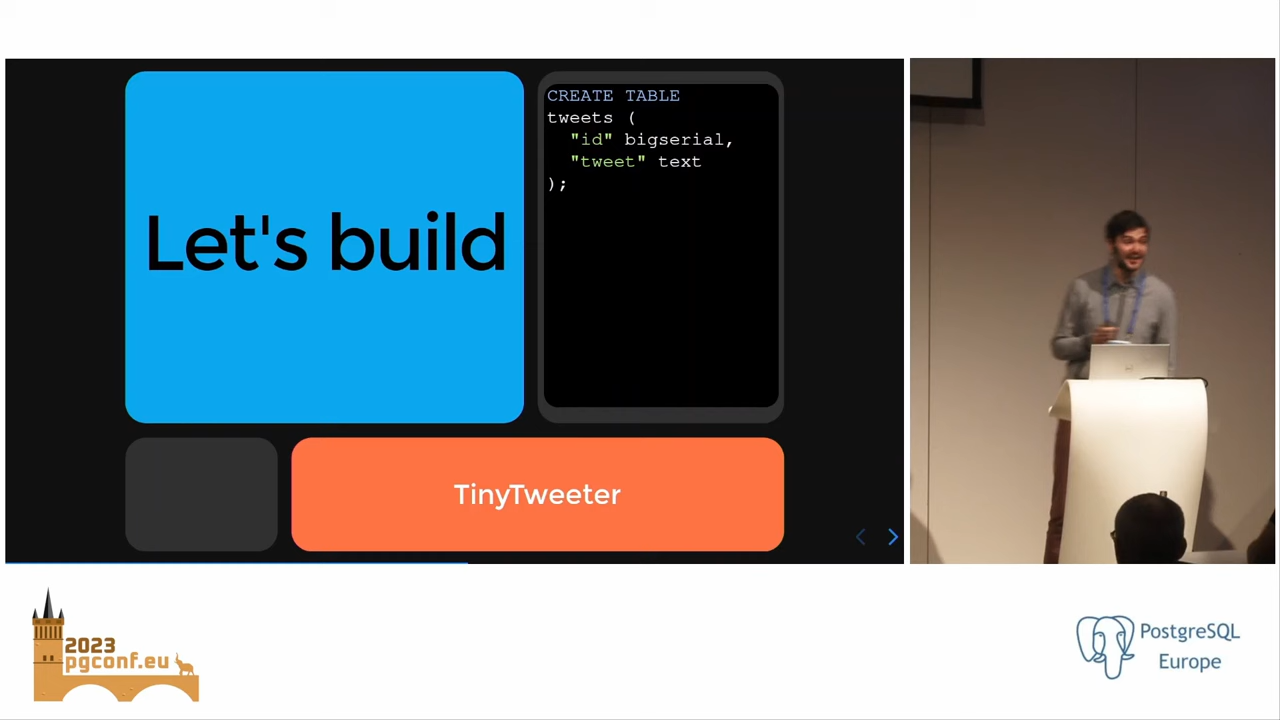 Let's build
CREATE TABLE
tweets (
"id" bigserial,
"tweet" text
);
TinyTweeter
2023
pgconf.eu
PostgreSQL
Europe